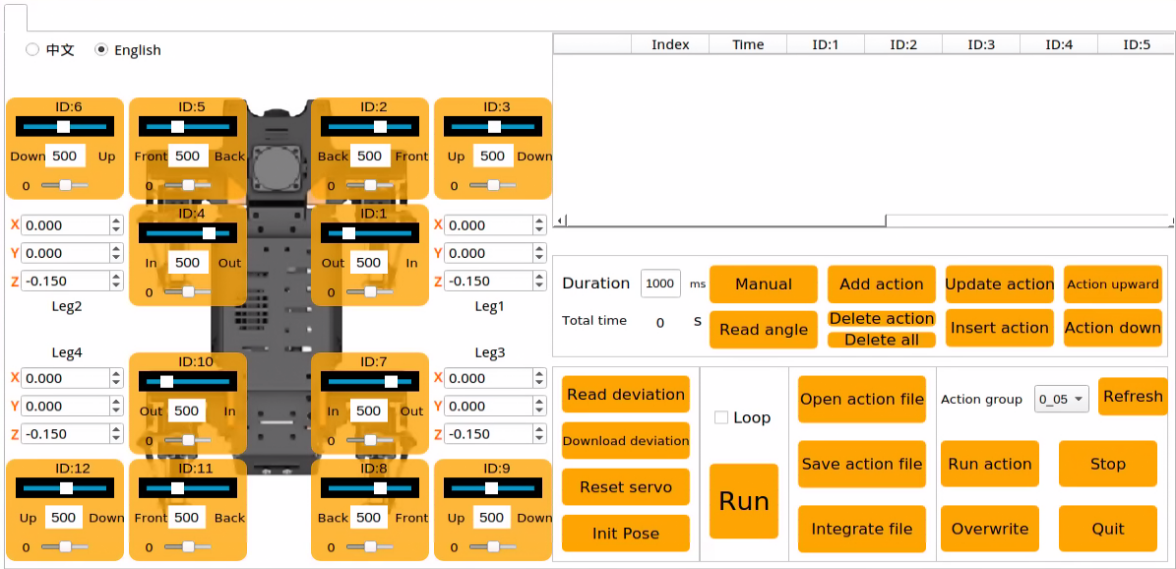 中文 English
Index Time ID:1 ID:2 ID:3 ID:4 ID:5
ID:6 ID:5 ID:2 ID:3
Down 500 Up Front 500 Back Back 500 Front Up 500 Down
0 0 0 0
ID:4 ID:1
X 0.000 X 0.000
Y 0.000 In 500 Out Out 500 In Y 0.000
Z -0.150 0 0 Z -0.150
Leg2 Leg1
Leg4 Leg3
ID:10 ID:7
X 0.000 X 0.000
Y 0.000 Out 500 In In 500 Out Y 0.000
Z -0.150 0 0 Z -0.150
ID:12 ID:11 ID:8 ID:9
Up 500 Down Front 500 Back Back 500 Front Up 500 Down
0 0 0 0
Duration 1000 ms Manual Add action Update action Action upward
Total time 0 S Read angle Delete action Insert action Action down
Delete all
Read deviation
Download deviation
Reset servo
Init Pose
Loop
Run
Open action file
Save action file
Integrate file
Action group 0_05 Refresh
Run action Stop
Overwrite Quit